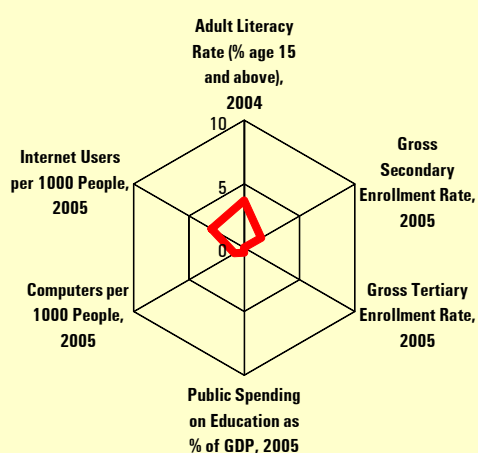 Adult Literacy
Rate (% age 15
and above),
2004
10
5
0
Gross
Secondary
Enrollment Rate,
2005
Gross Tertiary
Enrollment Rate,
2005
Public Spending
on Education as
% of GDP, 2005
Computers per
1000 People,
2005
Internet Users
per 1000 People,
2005